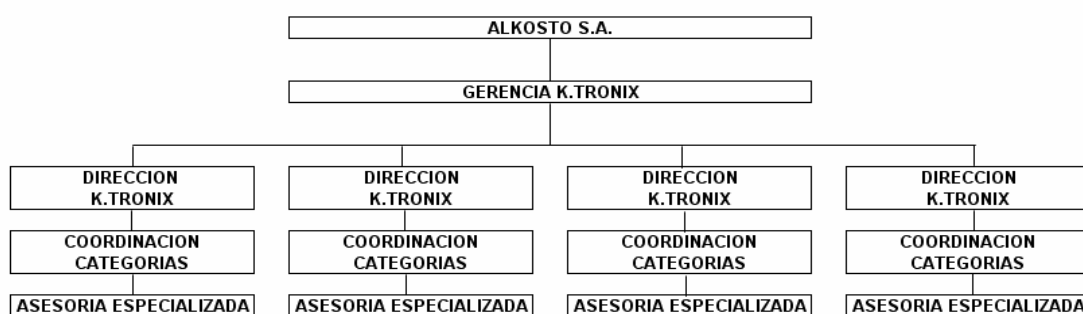 ALKOSTO S.A.
GERENCIA K.TRONIX
DIRECCION
K.TRONIX
DIRECCION
K.TRONIX
DIRECCION
K.TRONIX
DIRECCION
K.TRONIX
COORDINACION
CATEGORIAS
COORDINACION
CATEGORIAS
COORDINACION
CATEGORIAS
COORDINACION
CATEGORIAS
ASESORIA ESPECIALIZADA
ASESORIA ESPECIALIZADA
ASESORIA ESPECIALIZADA
ASESORIA ESPECIALIZADA